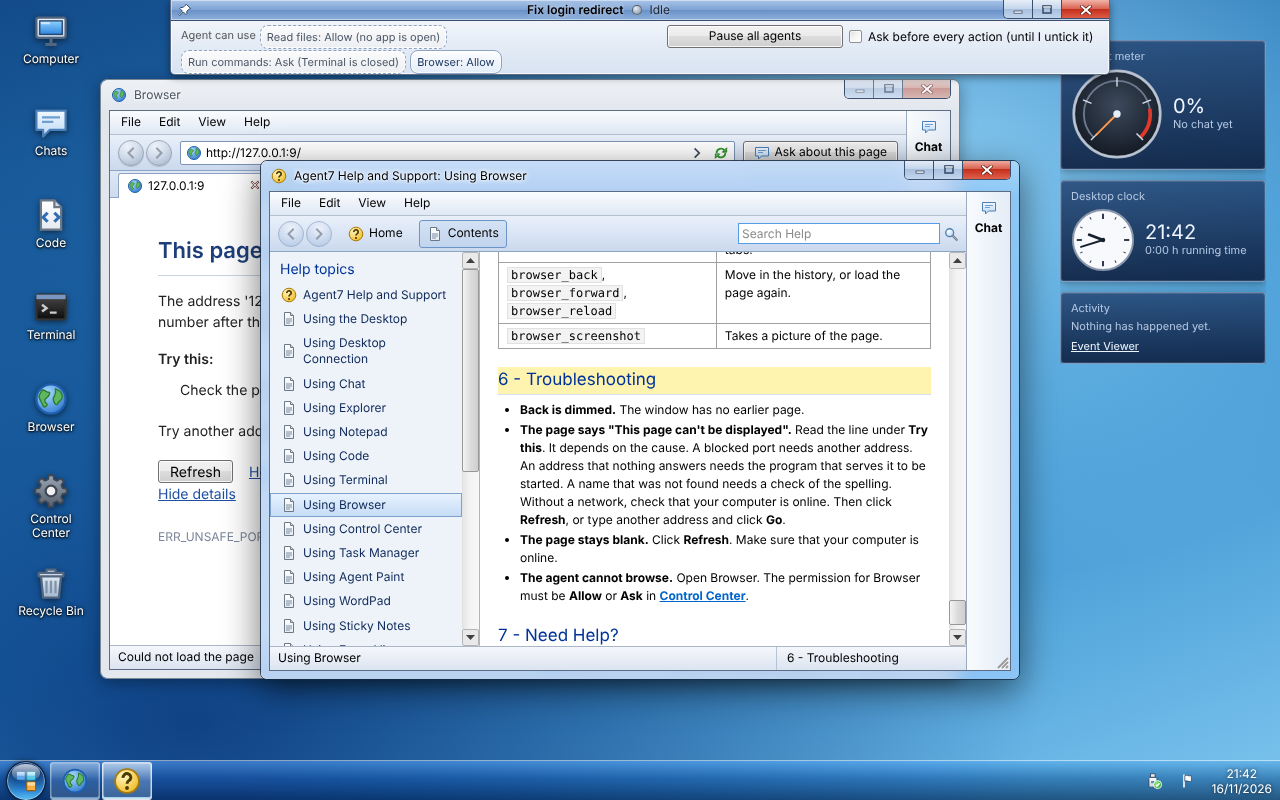 Fix login redirect Idle
Agent can use Read files: Allow (no app is open)
Run commands: Ask (Terminal is closed) Browser: Allow
Pause all agents Ask before every action (until I untick it)
Computer
Chats
Code
Terminal
Browser
Control
Center
Recycle Bin
Browser
File Edit View Help
http://127.0.0.1:9/ Ask about this page
Chat
127.0.0.1:9
This page
The address '12
number after th
Try this:
Check the p
Try another add
Refresh
Hide details
ERR_UNSAFE_POR
Could not load the page
Agent7 Help and Support: Using Browser
File Edit View Help
Home Contents Search Help
Chat
Help topics
Agent7 Help and Support
Using the Desktop
Using Desktop
Connection
Using Chat
Using Explorer
Using Notepad
Using Code
Using Terminal
Using Browser
Using Control Center
Using Task Manager
Using Agent Paint
Using WordPad
Using Sticky Notes
tabs.
browser_back, Move in the history, or load the
browser_forward, page again.
browser_reload
browser_screenshot Takes a picture of the page.
6 - Troubleshooting
Back is dimmed. The window has no earlier page.
The page says "This page can't be displayed". Read the line under Try
this. It depends on the cause. A blocked port needs another address.
An address that nothing answers needs the program that serves it to be
started. A name that was not found needs a check of the spelling.
Without a network, check that your computer is online. Then click
Refresh, or type another address and click Go.
The page stays blank. Click Refresh. Make sure that your computer is
online.
The agent cannot browse. Open Browser. The permission for Browser
must be Allow or Ask in Control Center.
7 - Need Help?
Using Browser 6 - Troubleshooting
meter
0%
No chat yet
Desktop clock
21:42
0:00 h running time
Activity
Nothing has happened yet.
Event Viewer
21:42
16/11/2026